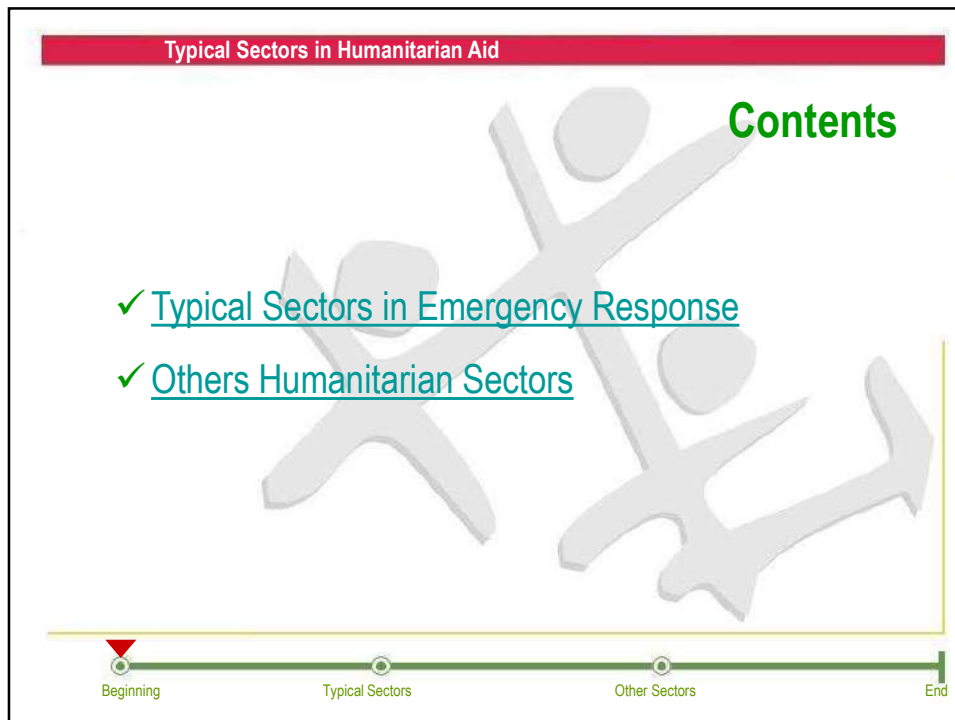 Typical Sectors in Humanitarian Aid
Contents
✓ Typical Sectors in Emergency Response
✓ Others Humanitarian Sectors
Beginning Typical Sectors Other Sectors End